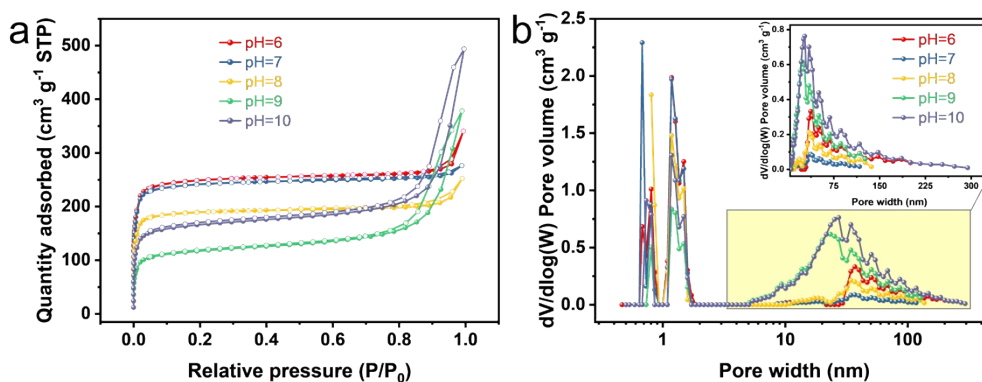 a
Quantity adsorbed (cm³ g⁻¹ STP)
500
400
300
200
100
0
pH=6
pH=7
pH=8
pH=9
pH=10
0.0
0.2
0.4
0.6
0.8
1.0
Relative pressure (P/P₀)
b
dV/dlog(W) Pore volume (cm³ g⁻¹)
2.5
2.0
1.5
1.0
0.5
0.0
1
10
100
Pore width (nm)
dV/dlog(W) Pore volume (cm³ g⁻¹)
0.8
0.6
0.4
0.2
0.0
pH=6
pH=7
pH=8
pH=9
pH=10
75
150
225
300
Pore width (nm)